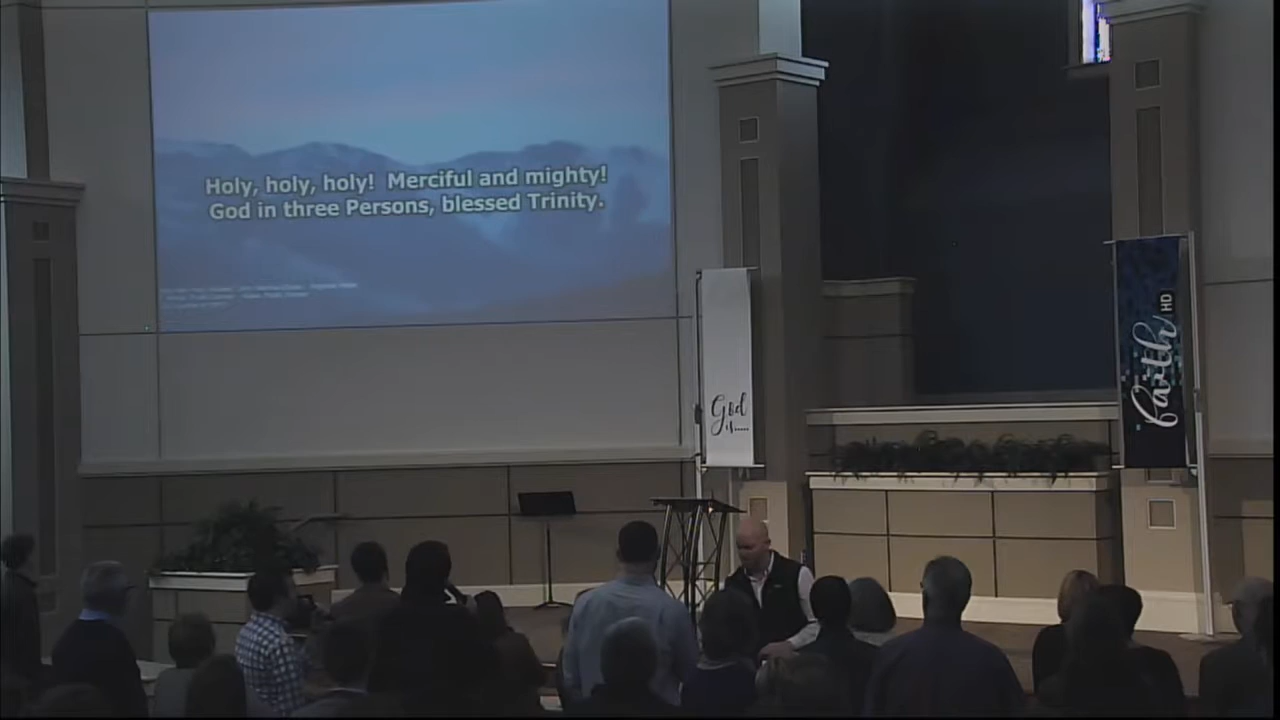 Holy, holy, holy! Merciful and mighty!
God in three Persons, blessed Trinity.
God
is.....
faith HD